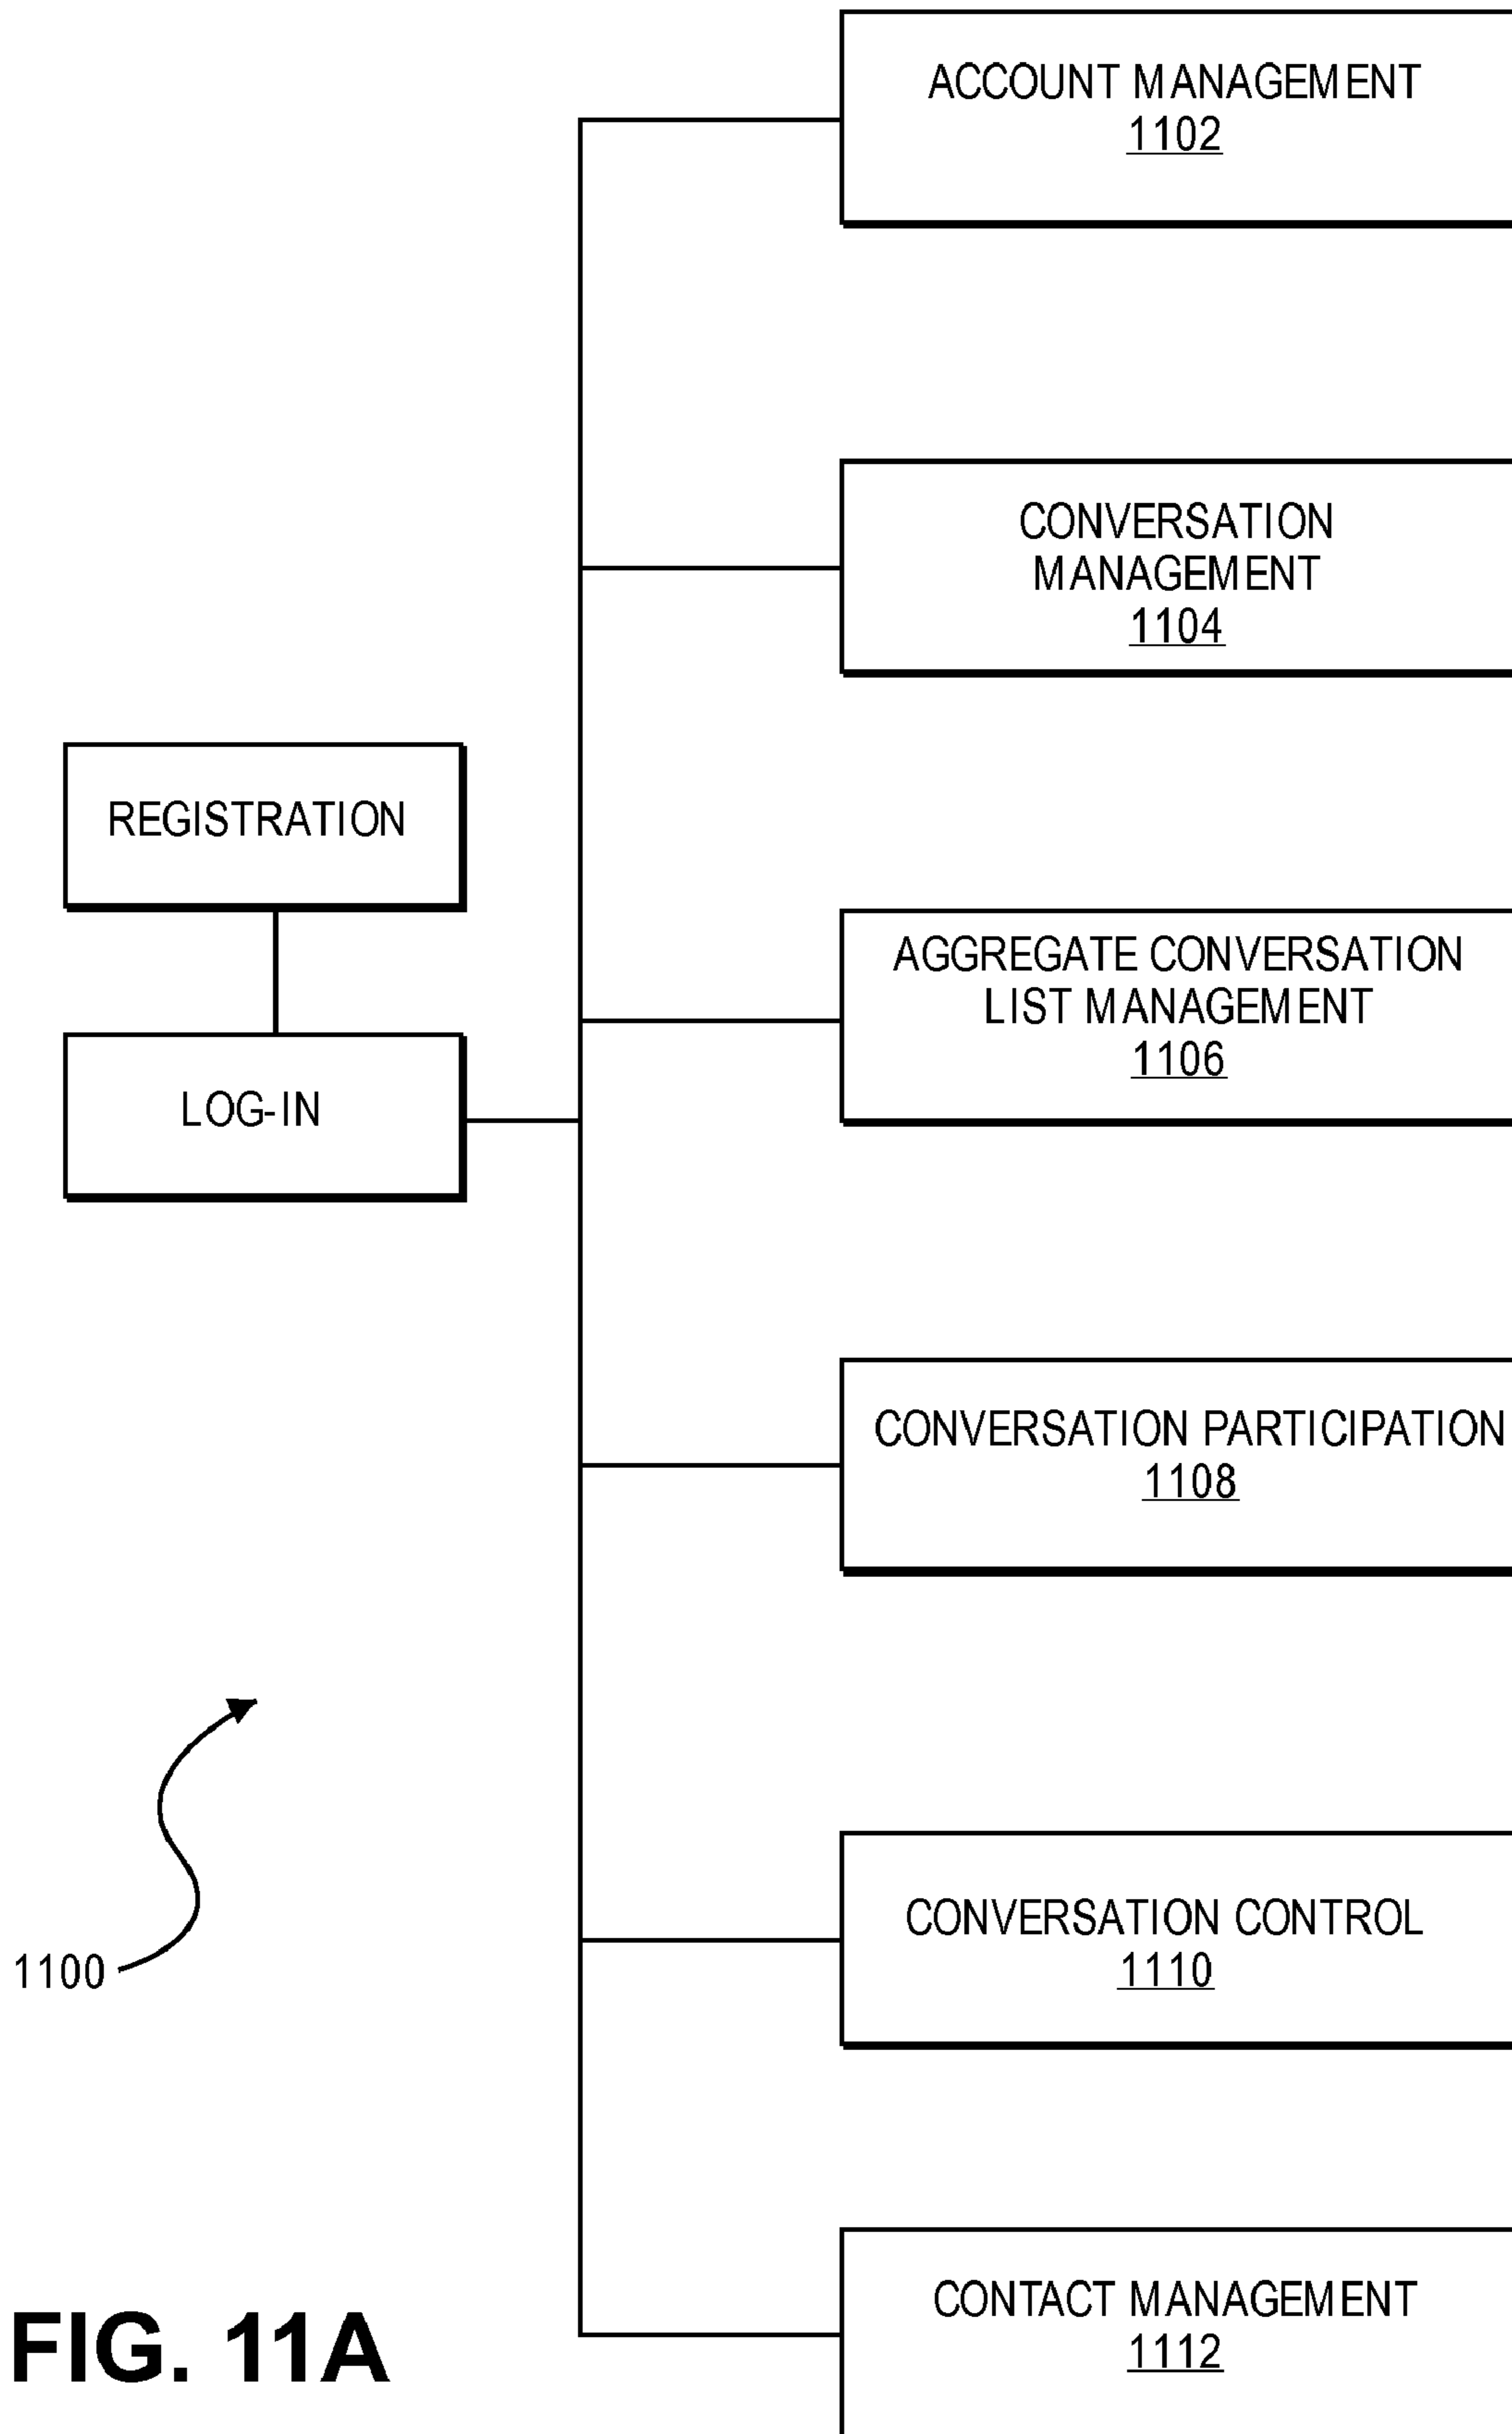 ACCOUNT MANAGEMENT
1102
CONVERSATION
MANAGEMENT
1104
REGISTRATION
AGGREGATE CONVERSATION
LIST MANAGEMENT
1106
LOG-IN
CONVERSATION PARTICIPATION
1108
CONVERSATION CONTROL
1110
1100
CONTACT MANAGEMENT
1112
FIG. 11A